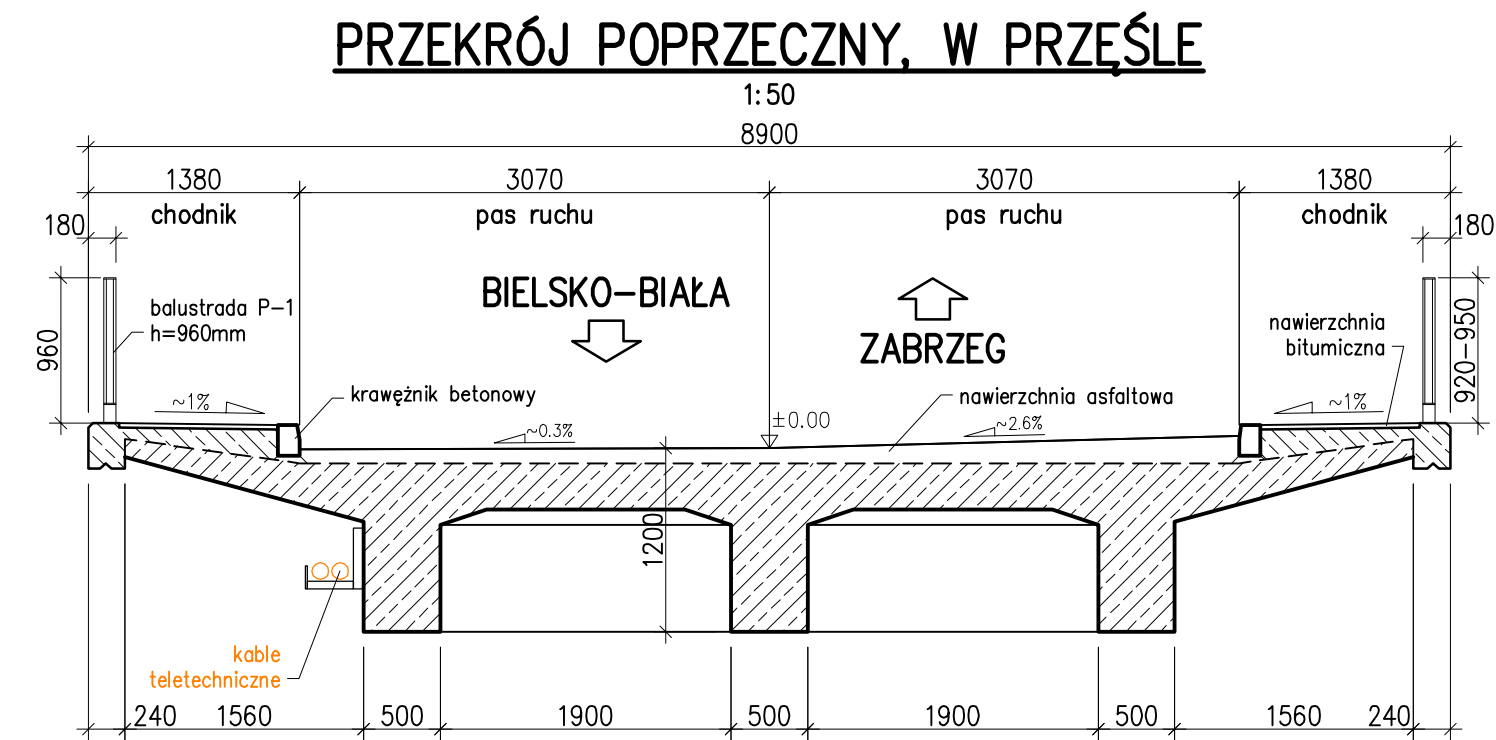 PRZEKRÓJ POPRZECZNY, W PRZĘŚLE
1:50
8900
1380 3070 3070 1380
chodnik pas ruchu pas ruchu chodnik
180 180
BIELSKO-BIAŁA
ZABRZEG
balustrada P-1
h=960mm
960
nawierzchnia
bitumiczna
920-950
krawężnik betonowy
nawierzchnia asfaltowa
~1% ~0.3% ±0.00 ~2.6% ~1%
1200
kable
teletechniczne
240 1560 500 1900 500 1900 500 1560 240